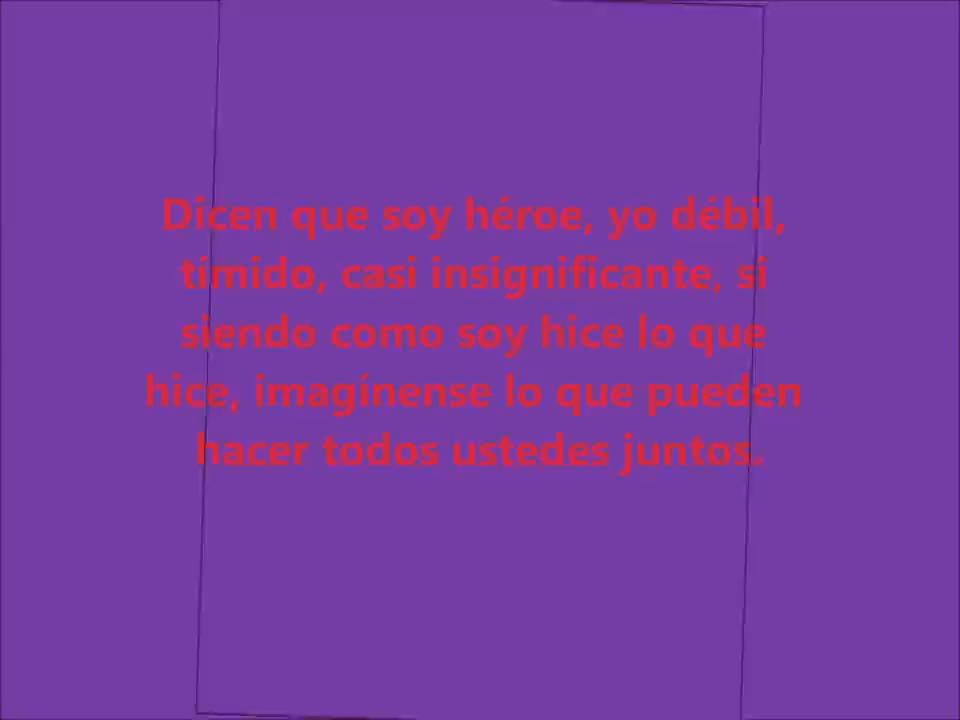 Dicen que soy héroe, yo débil,
tímido, casi insignificante, si
siendo como soy hice lo que
hice, imagínense lo que pueden
hacer todos ustedes juntos.